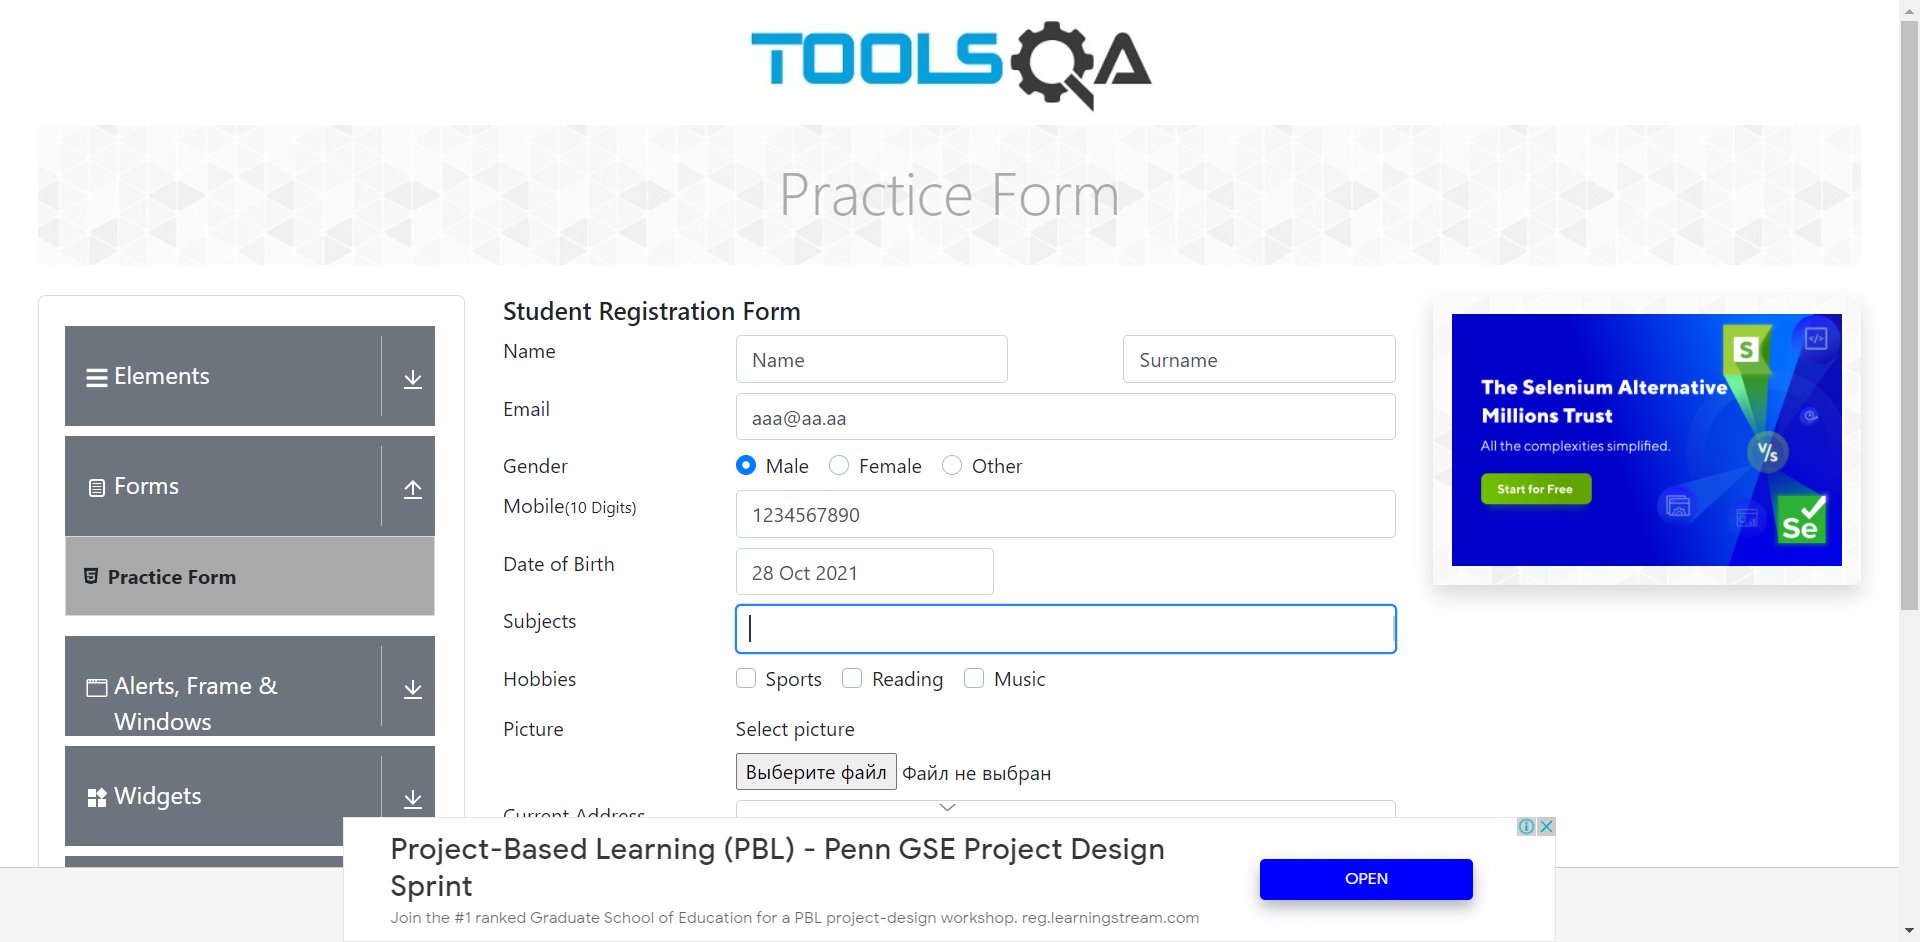 TOOLSQA
Practice Form
Elements
Forms
Practice Form
Alerts, Frame &
Windows
Widgets
Student Registration Form
Name
Name
Surname
Email
aaa@aa.aa
Gender
Male
Female
Other
Mobile(10 Digits)
1234567890
Date of Birth
28 Oct 2021
Subjects
Hobbies
Sports
Reading
Music
Picture
Select picture
Выберите файл
Файл не выбран
Current Address
S
</>
The Selenium Alternative
Millions Trust
All the complexities simplified.
V/s
Start for Free
Se
Project-Based Learning (PBL) - Penn GSE Project Design
Sprint
Join the #1 ranked Graduate School of Education for a PBL project-design workshop. reg.learningstream.com
OPEN